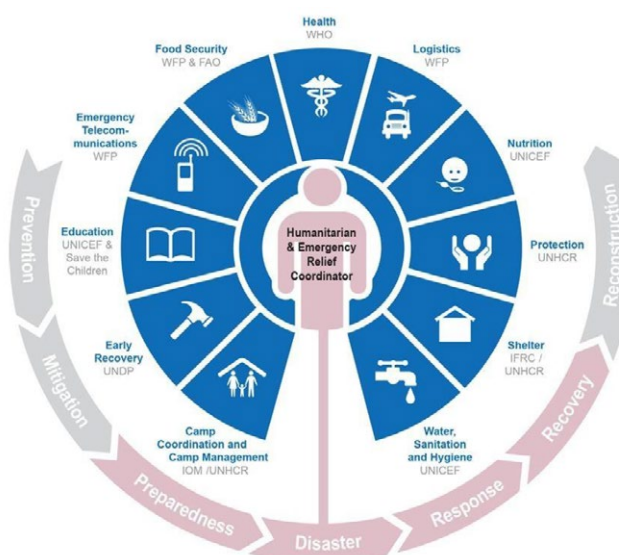 Health
WHO
Logistics
WFP
Nutrition
UNICEF
Protection
UNHCR
Shelter
IFRC /
UNHCR
Water,
Sanitation
and Hygiene
UNICEF
Camp
Coordination and
Camp Management
IOM /UNHCR
Early
Recovery
UNDP
Education
UNICEF &
Save the
Children
Emergency
Telecom-
munications
WFP
Food Security
WFP & FAO
Humanitarian
& Emergency
Relief
Coordinator
Prevention
Mitigation
Preparedness
Disaster
Response
Recovery
Reconstruction